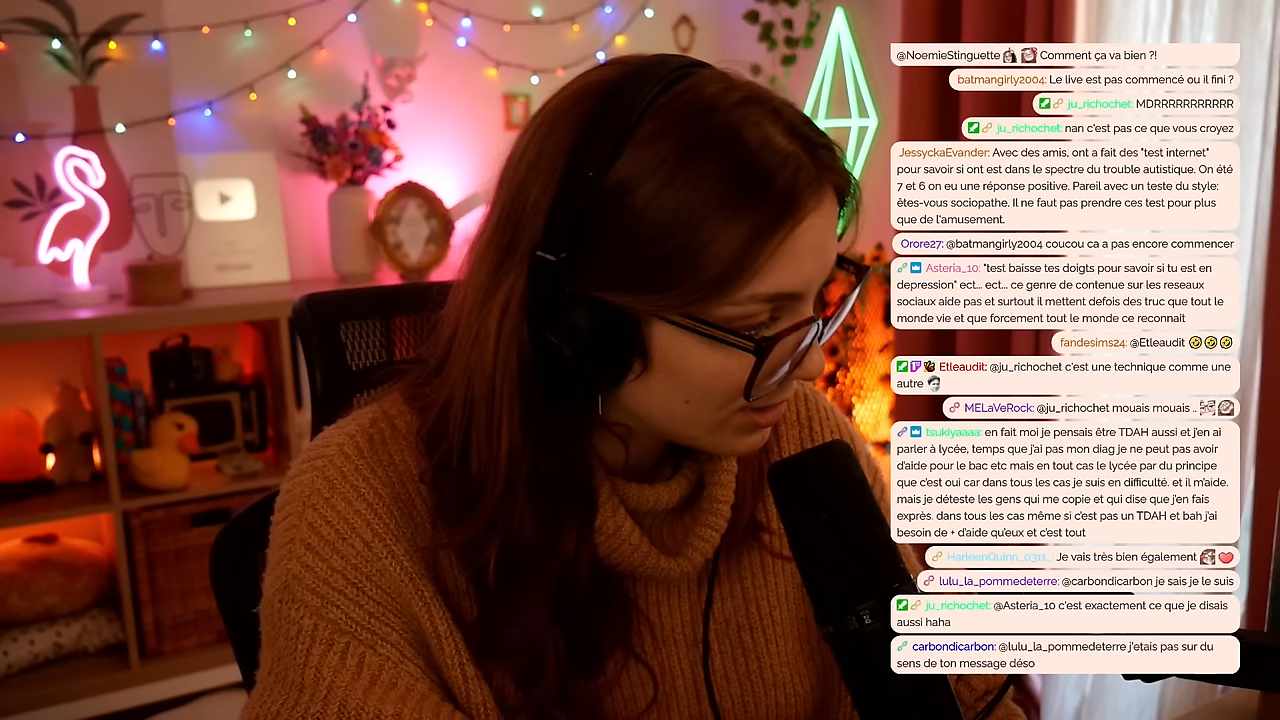 @NoemieStinguette Comment ça va bien ?!
batmangirly2004: Le live est pas commencé ou il fini ?
ju_richochet: MDRRRRRRRRRRR
ju_richochet: nan c'est pas ce que vous croyez
JessyckaEvander: Avec des amis, ont a fait des "test internet"
pour savoir si ont est dans le spectre du trouble autistique. On été
7 et 6 on eu une réponse positive. Pareil avec un teste du style:
êtes-vous sociopathe. Il ne faut pas prendre ces test pour plus
que de l'amusement.
Orore27: @batmangirly2004 coucou ca a pas encore commencer
Asteria_10: "test baisse tes doigts pour savoir si tu est en
depression" ect... ect... ce genre de contenue sur les reseaux
sociaux aide pas et surtout il mettent defois des truc que tout le
monde vie et que forcement tout le monde ce reconnait
fandesims24: @Etleaudit
Etleaudit: @ju_richochet c'est une technique comme une
autre
MELaVeRock: @ju_richochet mouais mouais ..
tsukiyaaaa: en fait moi je pensais être TDAH aussi et j'en ai
parler à lycée, temps que j'ai pas mon diag je ne peut pas avoir
d'aide pour le bac etc mais en tout cas le lycée par du principe
que c'est oui car dans tous les cas je suis en difficulté. et il m'aide.
mais je déteste les gens qui me copie et qui dise que j'en fais
exprès. dans tous les cas même si c'est pas un TDAH et bah j'ai
besoin de + d'aide qu'eux et c'est tout
HarleenQuinn_0311_: Je vais très bien également
lulu_la_pommedeterre: @carbondicarbon je sais je le suis
ju_richochet: @Asteria_10 c'est exactement ce que je disais
aussi haha
carbondicarbon: @lulu_la_pommedeterre j'etais pas sur du
sens de ton message déso